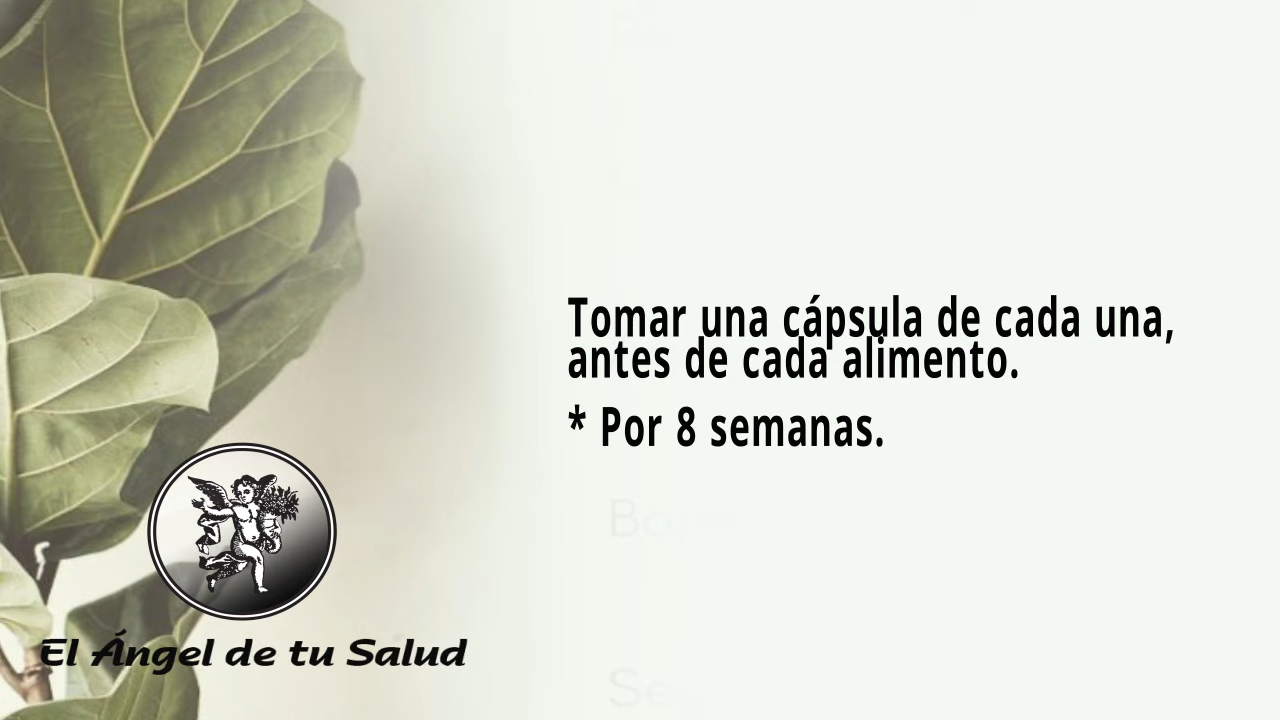 Tomar una cápsula de cada una,
antes de cada alimento.
* Por 8 semanas.
El Ángel de tu Salud